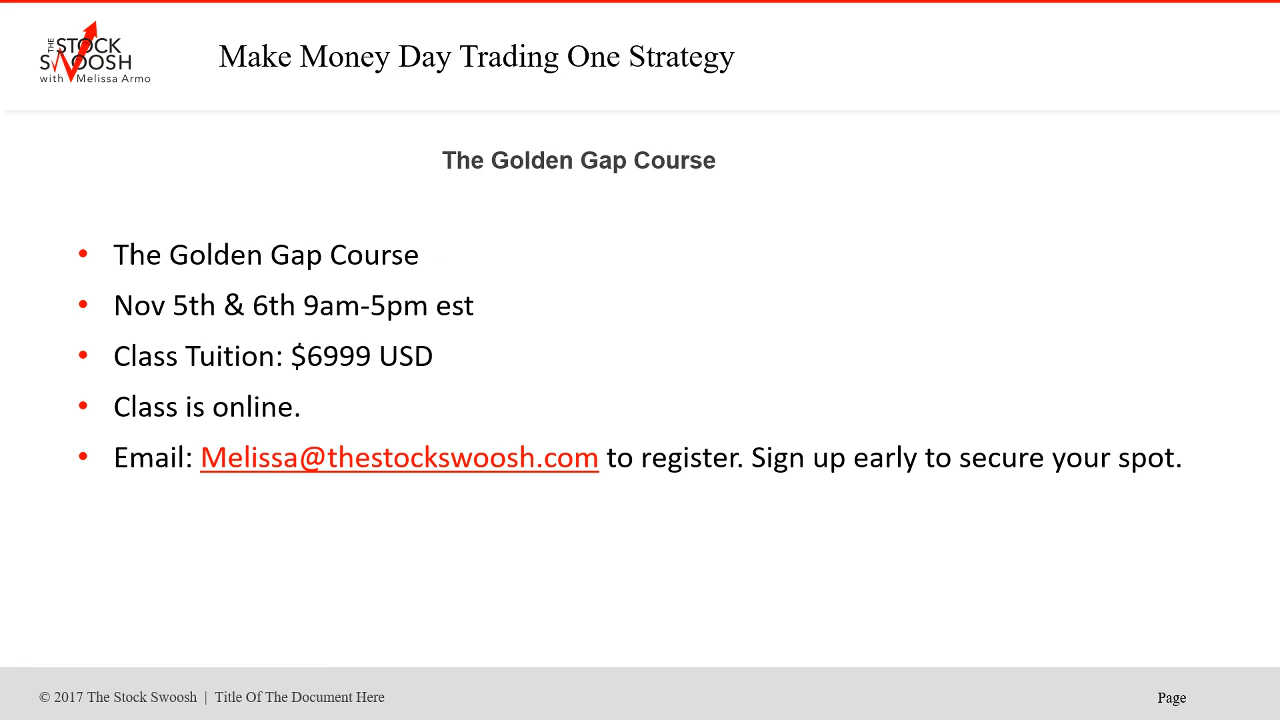 THE STOCK
SWOOSH
with Melissa Armo
Make Money Day Trading One Strategy
The Golden Gap Course
• The Golden Gap Course
• Nov 5th & 6th 9am-5pm est
• Class Tuition: $6999 USD
• Class is online.
• Email: Melissa@thestockswoosh.com to register. Sign up early to secure your spot.
© 2017 The Stock Swoosh | Title Of The Document Here
Page